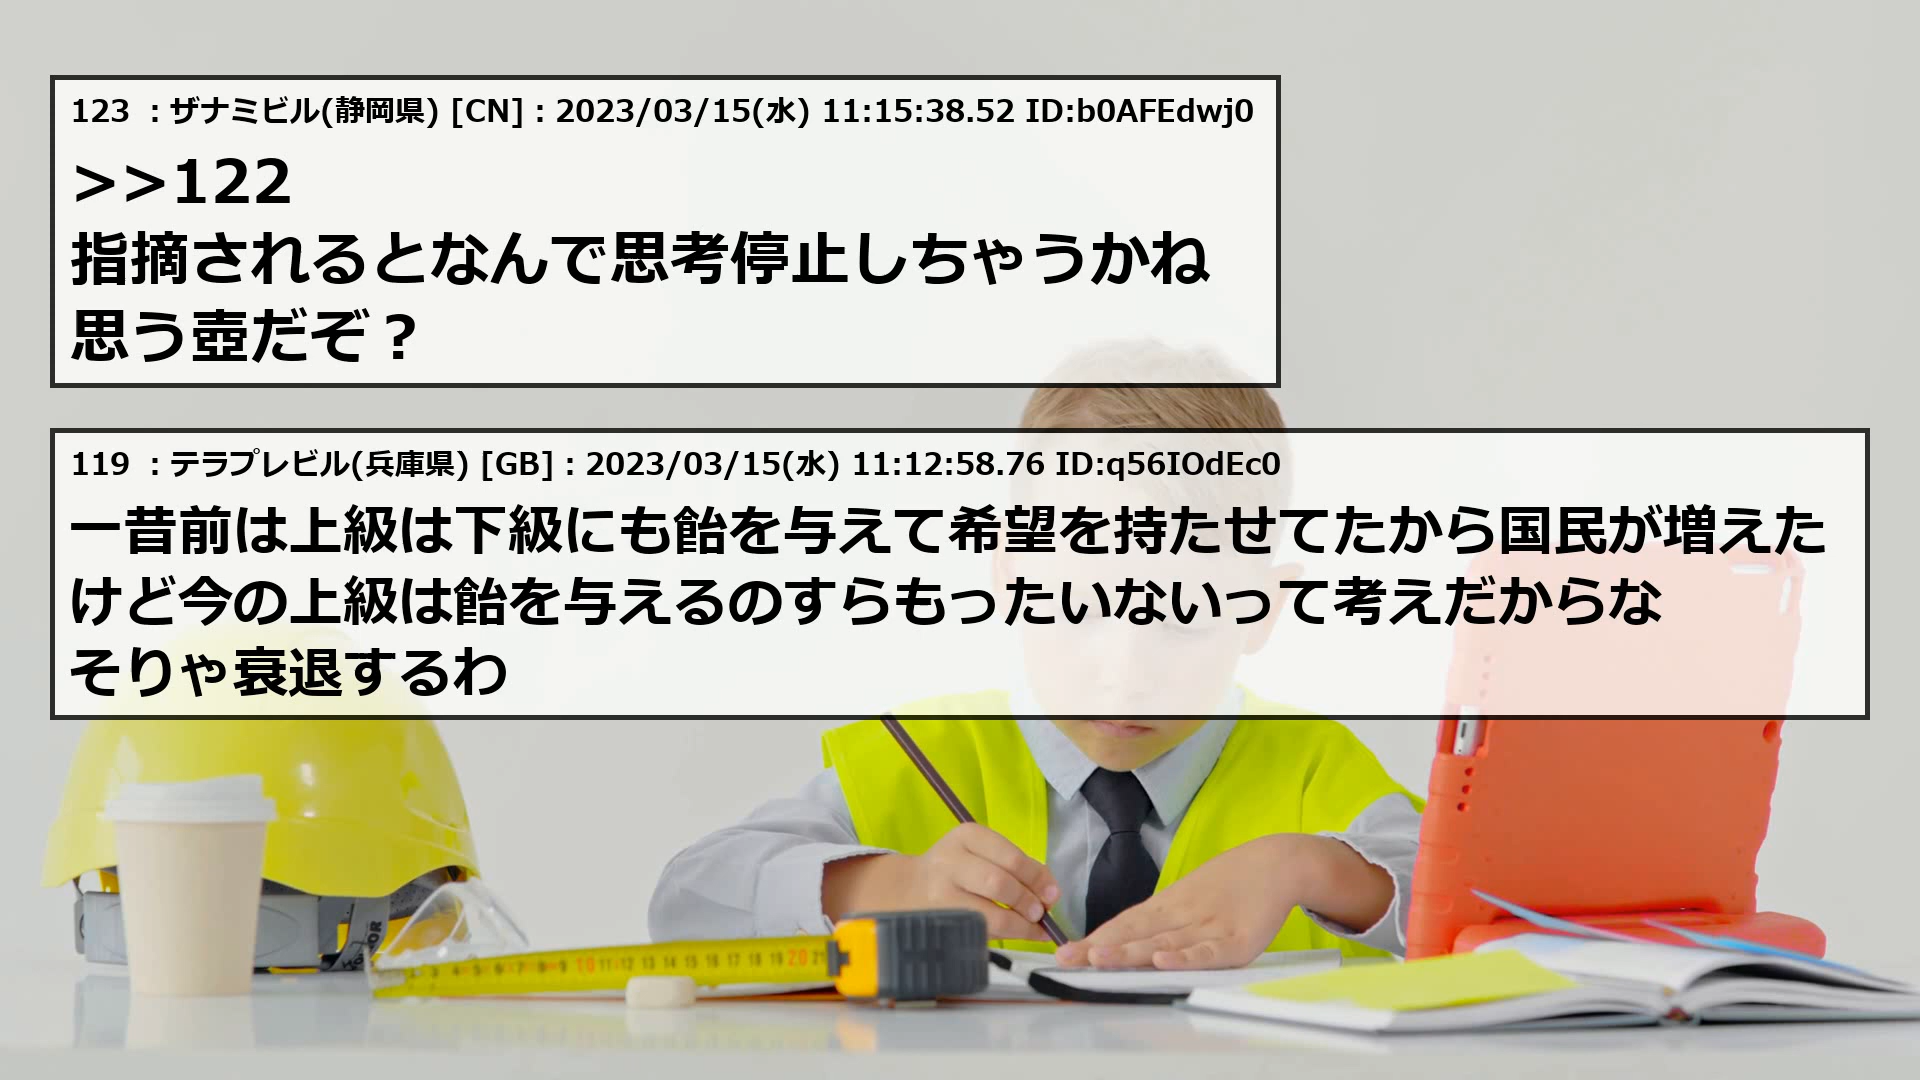 123 ：ザナミビル(静岡県) [CN]：2023/03/15(水) 11:15:38.52 ID:b0AFEdwj0
>>122
指摘されるとなんで思考停止しちゃうかね
思う壺だぞ？
119 ：テラプレビル(兵庫県) [GB]：2023/03/15(水) 11:12:58.76 ID:q56IOdEc0
一昔前は上級は下級にも飴を与えて希望を持たせてたから国民が増えた
けど今の上級は飴を与えるのすらもったいないって考えだからな
そりゃ衰退するわ